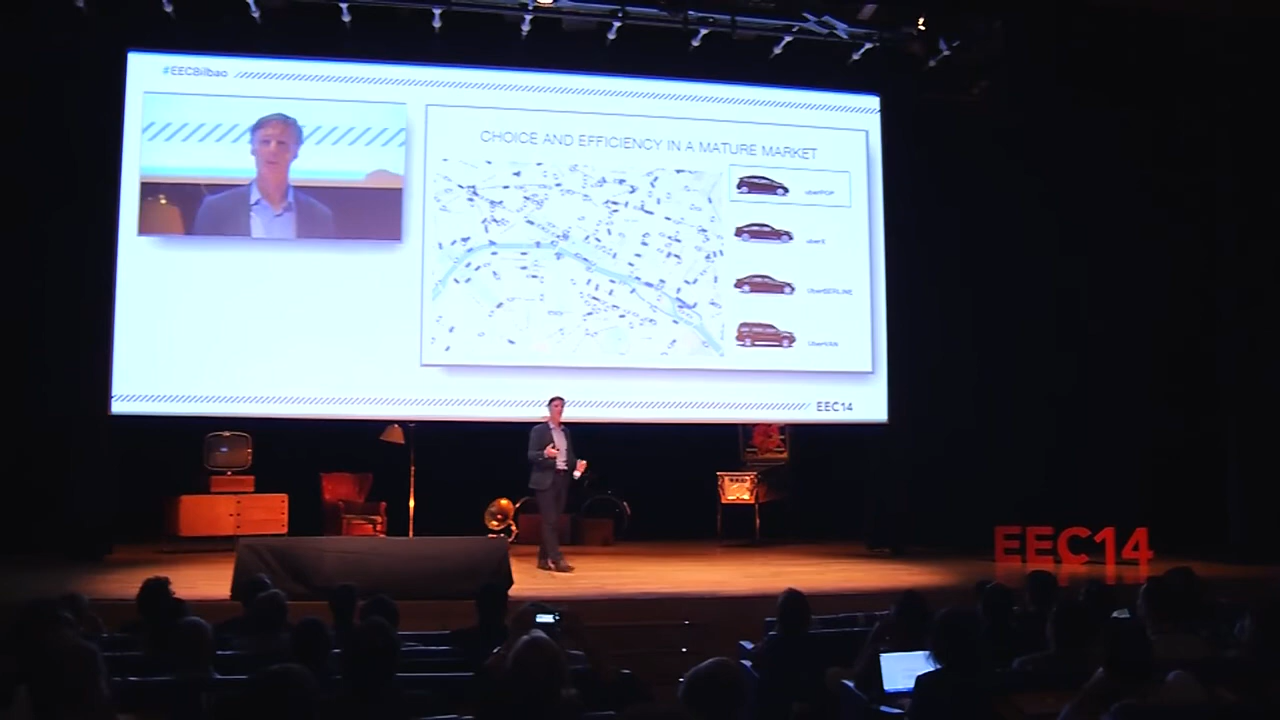 #EECBilbao
CHOICE AND EFFICIENCY IN A MATURE MARKET
uberPOP
uberX
UberBERLINE
UberVAN
EEC14
EEC14